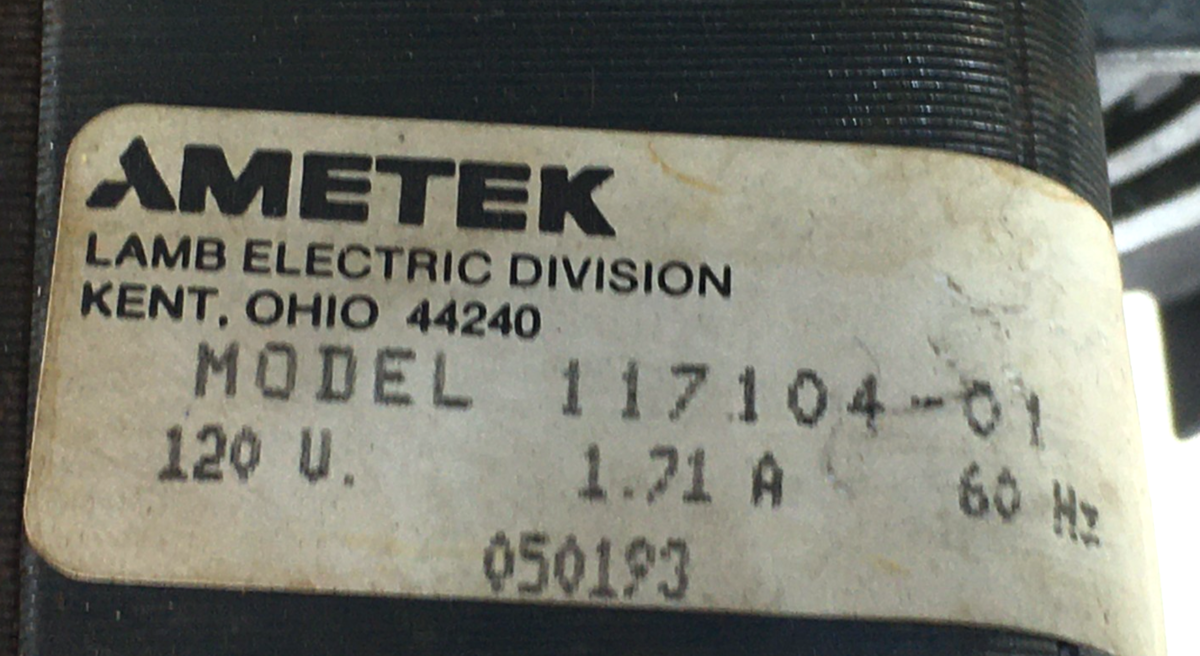 AMETEK
LAMB ELECTRIC DIVISION
KENT, OHIO 44240
MODEL 117104-01
120 V. 1.71 A 60 Hz
050193